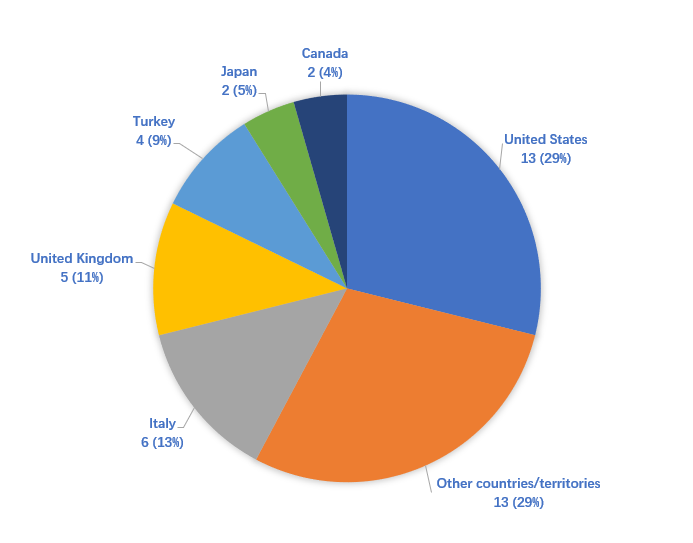 Canada
2 (4%)
Japan
2 (5%)
Turkey
4 (9%)
United States
13 (29%)
United Kingdom
5 (11%)
Italy
6 (13%)
Other countries/territories
13 (29%)